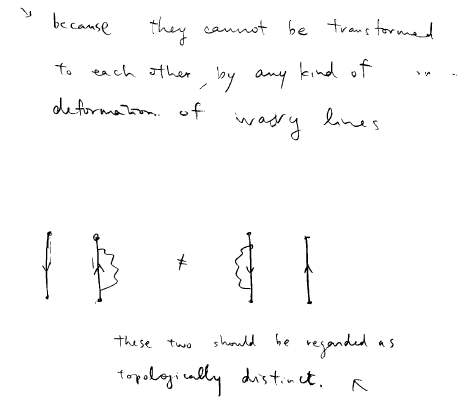 because they cannot be transformed
to each other, by any kind of
deformation of wavy lines
≠
these two should be regarded as
topologically distinct.